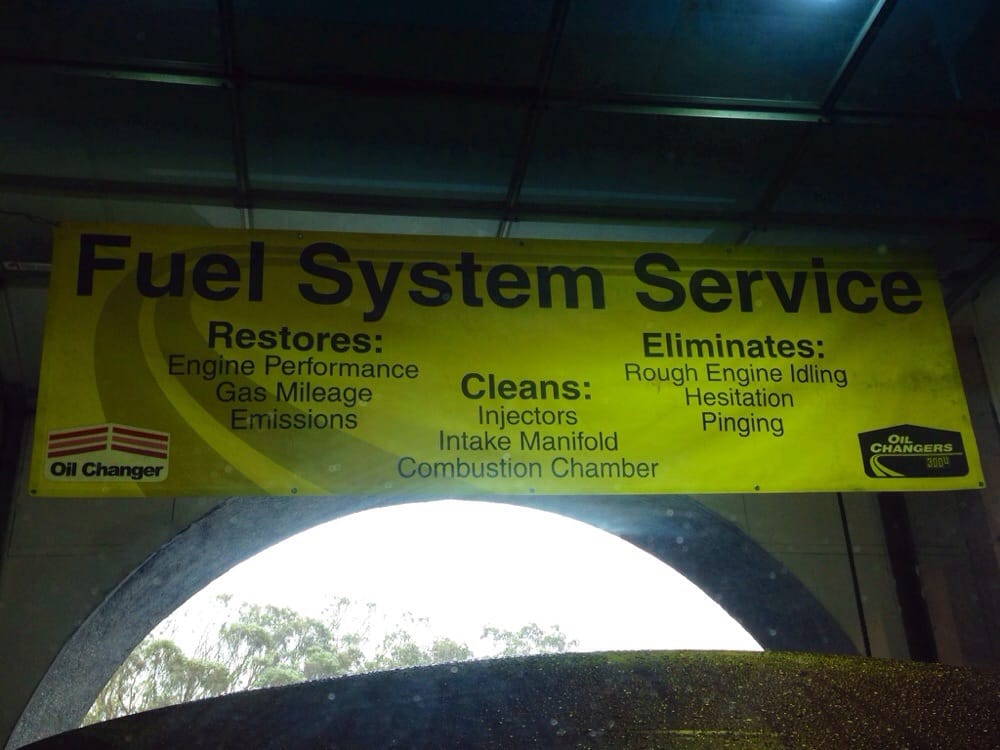 Fuel System Service
Restores:
Engine Performance
Gas Mileage
Emissions
Cleans:
Injectors
Intake Manifold
Combustion Chamber
Eliminates:
Rough Engine Idling
Hesitation
Pinging
Oil Changer
OIL
CHANGERS